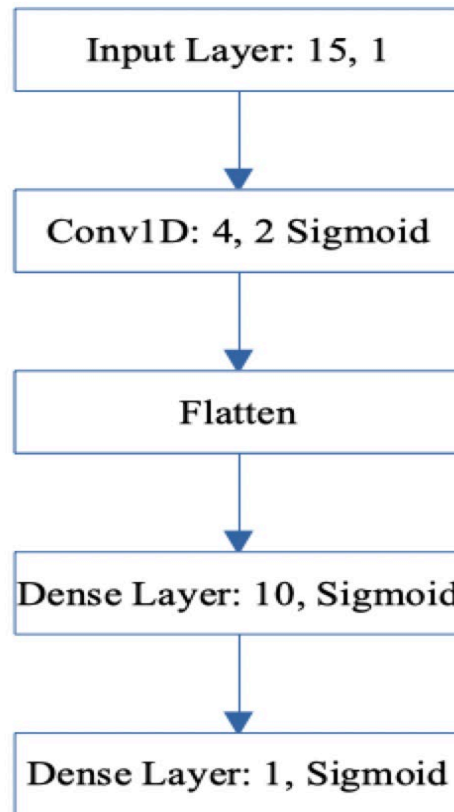 Input Layer: 15, 1
Conv1D: 4, 2 Sigmoid
Flatten
Dense Layer: 10, Sigmoid
Dense Layer: 1, Sigmoid